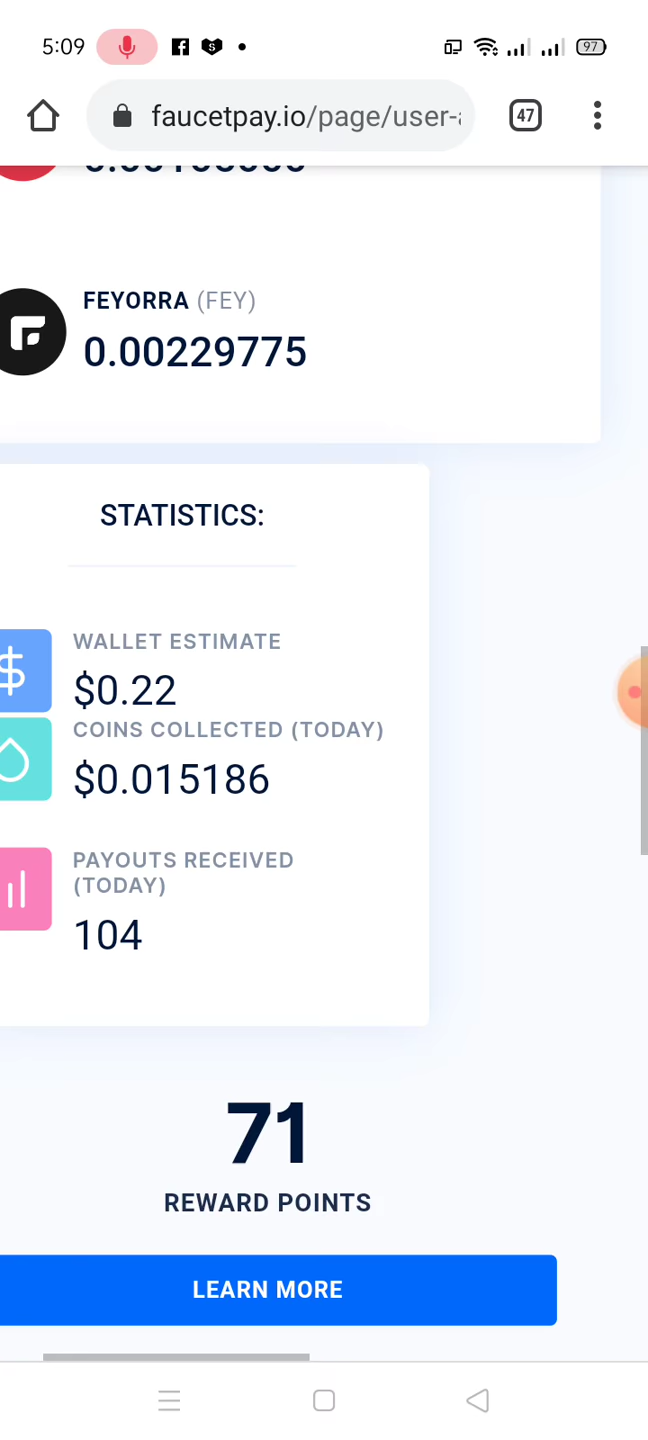 5:09
97
faucetpay.io/page/user-
47
FEYORRA (FEY)
0.00229775
STATISTICS:
WALLET ESTIMATE
$0.22
COINS COLLECTED (TODAY)
$0.015186
PAYOUTS RECEIVED
(TODAY)
104
71
REWARD POINTS
LEARN MORE